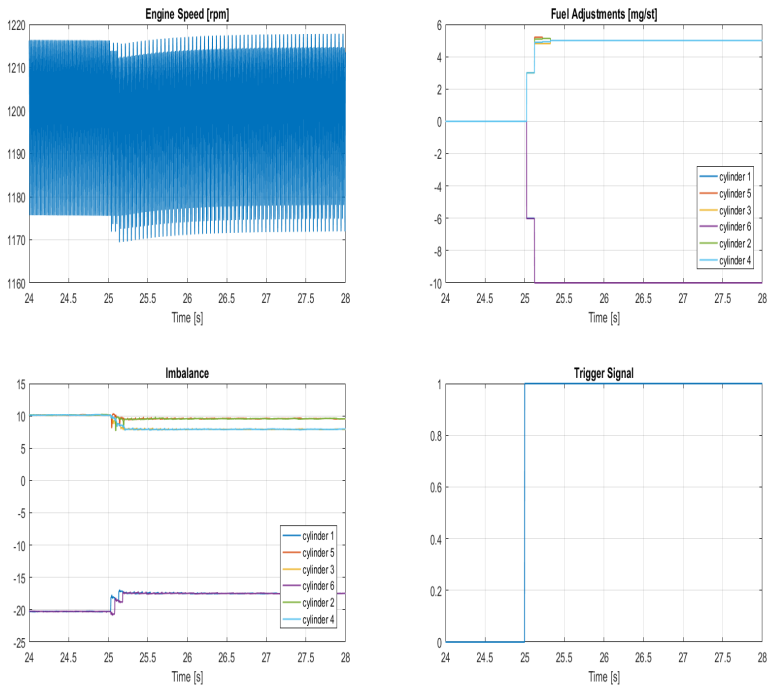 Engine Speed [rpm]
1220
1210
1200
1190
1180
1170
1160
24 24.5 25 25.5 26 26.5 27 27.5 28
Time [s]
Fuel Adjustments [mg/st]
6
4
2
0
-2
-4
-6
-8
-10
cylinder 1
cylinder 5
cylinder 3
cylinder 6
cylinder 2
cylinder 4
24 24.5 25 25.5 26 26.5 27 27.5 28
Time [s]
Imbalance
15
10
5
0
-5
-10
-15
-20
-25
cylinder 1
cylinder 5
cylinder 3
cylinder 6
cylinder 2
cylinder 4
24 24.5 25 25.5 26 26.5 27 27.5 28
Time [s]
Trigger Signal
1
0.8
0.6
0.4
0.2
0
24 24.5 25 25.5 26 26.5 27 27.5 28
Time [s]